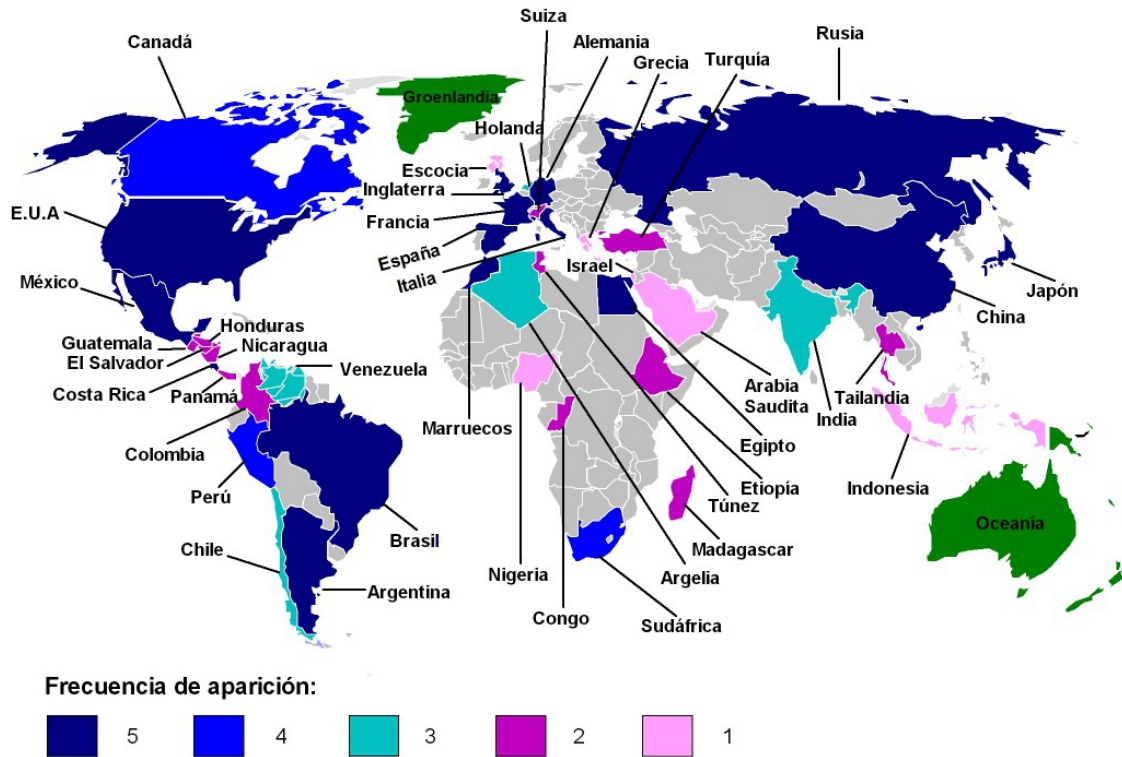 Suiza
Canadá
Alemania
Rusia
Grecia
Turquía
Groenlandia
Holanda
Escocia
Inglaterra
E.U.A
Francia
España
Italia
Israel
México
Japón
China
Honduras
Guatemala
El Salvador
Nicaragua
Venezuela
Costa Rica
Panamá
Arabia
Saudita
Tailandia
India
Marruecos
Egipto
Colombia
Etiopía
Indonesia
Perú
Túnez
Oceania
Brasil
Madagascar
Chile
Nigeria
Argelia
Argentina
Congo
Sudáfrica
Frecuencia de aparición:
5 4 3 2 1